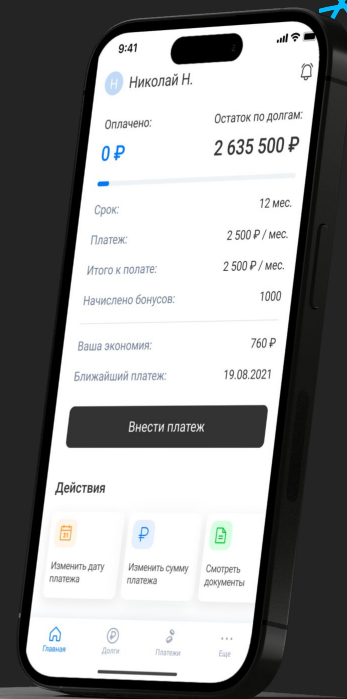 9:41
Н Николай Н.
Оплачено: Остаток по долгам:
0 ₽ 2 635 500 ₽
Срок: 12 мес.
Платеж: 2 500 ₽ / мес.
Итого к полате: 2 500 ₽ / мес.
Начислено бонусов: 1000
Ваша экономия: 760 ₽
Ближайший платеж: 19.08.2021
Внести платеж
Действия
31 ₽
Изменить дату Изменить сумму Смотреть
платежа платежа документы
₽
Главная Долги Платежи Еще